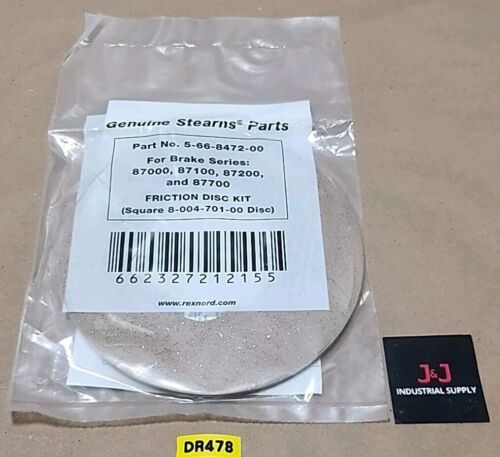 Genuine Stearns® Parts
Part No. 5-66-8472-00
For Brake Series:
87000, 87100, 87200,
and 87700
FRICTION DISC KIT
(Square 8-004-701-00 Disc)
662327212155
www.rexnord.com
J&J
INDUSTRIAL SUPPLY
DR478